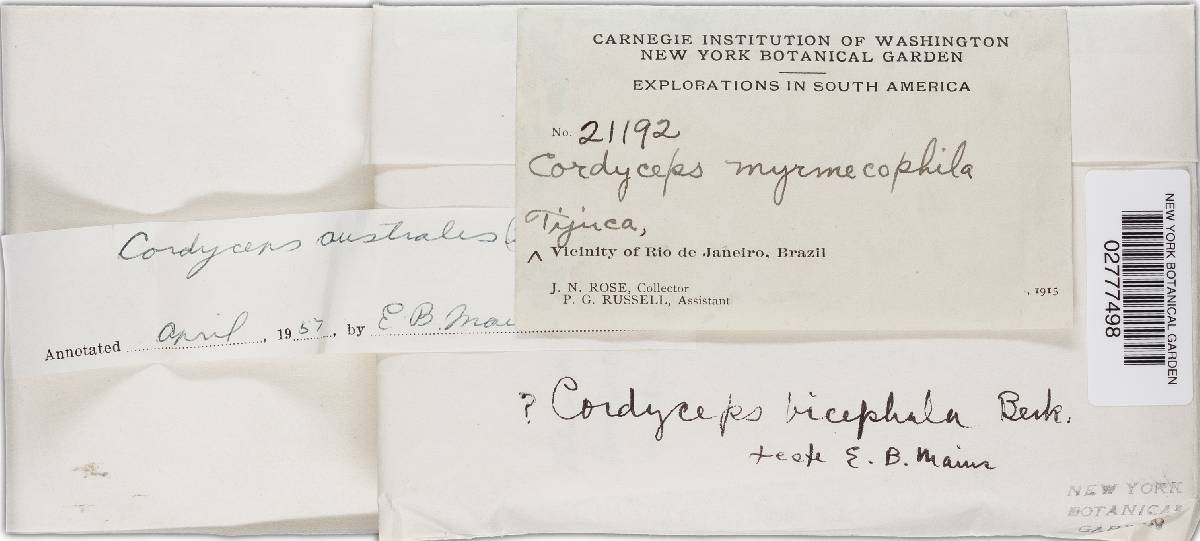 CARNEGIE INSTITUTION OF WASHINGTON
NEW YORK BOTANICAL GARDEN
EXPLORATIONS IN SOUTH AMERICA
No. 21192
Cordyceps myrmecophila
Tijuca,
^ Vicinity of Rio de Janeiro, Brazil
J. N. ROSE, Collector
P. G. RUSSELL, Assistant
, 1915
Cordyceps australis (
Annotated April, 1957, by E B. Mai
? Cordyceps bicephala Berk.
teste E. B. Mains
NEW YORK BOTANICAL GARDEN
02777498
NEW YORK
BOTANICAL
GARDEN